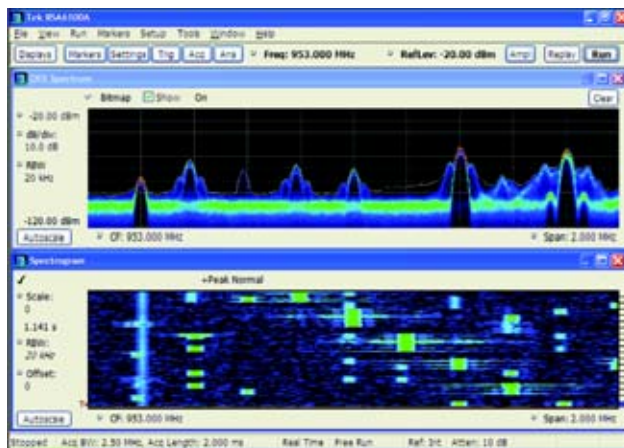 Tek RSA6100A
File View Run Markers Setup Tools Window Help
Displays Markers Settings Trig Acq Ana Freq: 953.000 MHz RefLev: -20.00 dBm Ampl Replay Run
DPX Spectrum
Bitmap Show On Clear
-20.00 dBm
dB/div:
10.0 dB
RBW:
20 kHz
-120.00 dBm
Autoscale CF: 953.000 MHz Span: 2.000 MHz
Spectrogram
+Peak Normal
Scale:
0
1.141 s
RBW:
20 kHz
Offset:
0
Autoscale CF: 953.000 MHz Span: 2.000 MHz
Stopped Acq BW: 2.50 MHz, Acq Length: 2.000 ms Real Time Free Run Ref: Int Atten: 10 dB